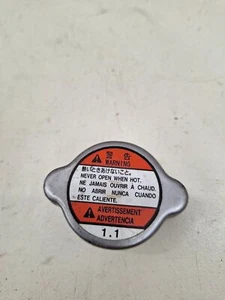 警告
WARNING
熱いときあけないこと。
NEVER OPEN WHEN HOT.
NE JAMAIS OUVRIR À CHAUD.
NO ABRIR NUNCA CUANDO
ESTE CALIENTE.
AVERTISSEMENT
ADVERTENCIA
1.1